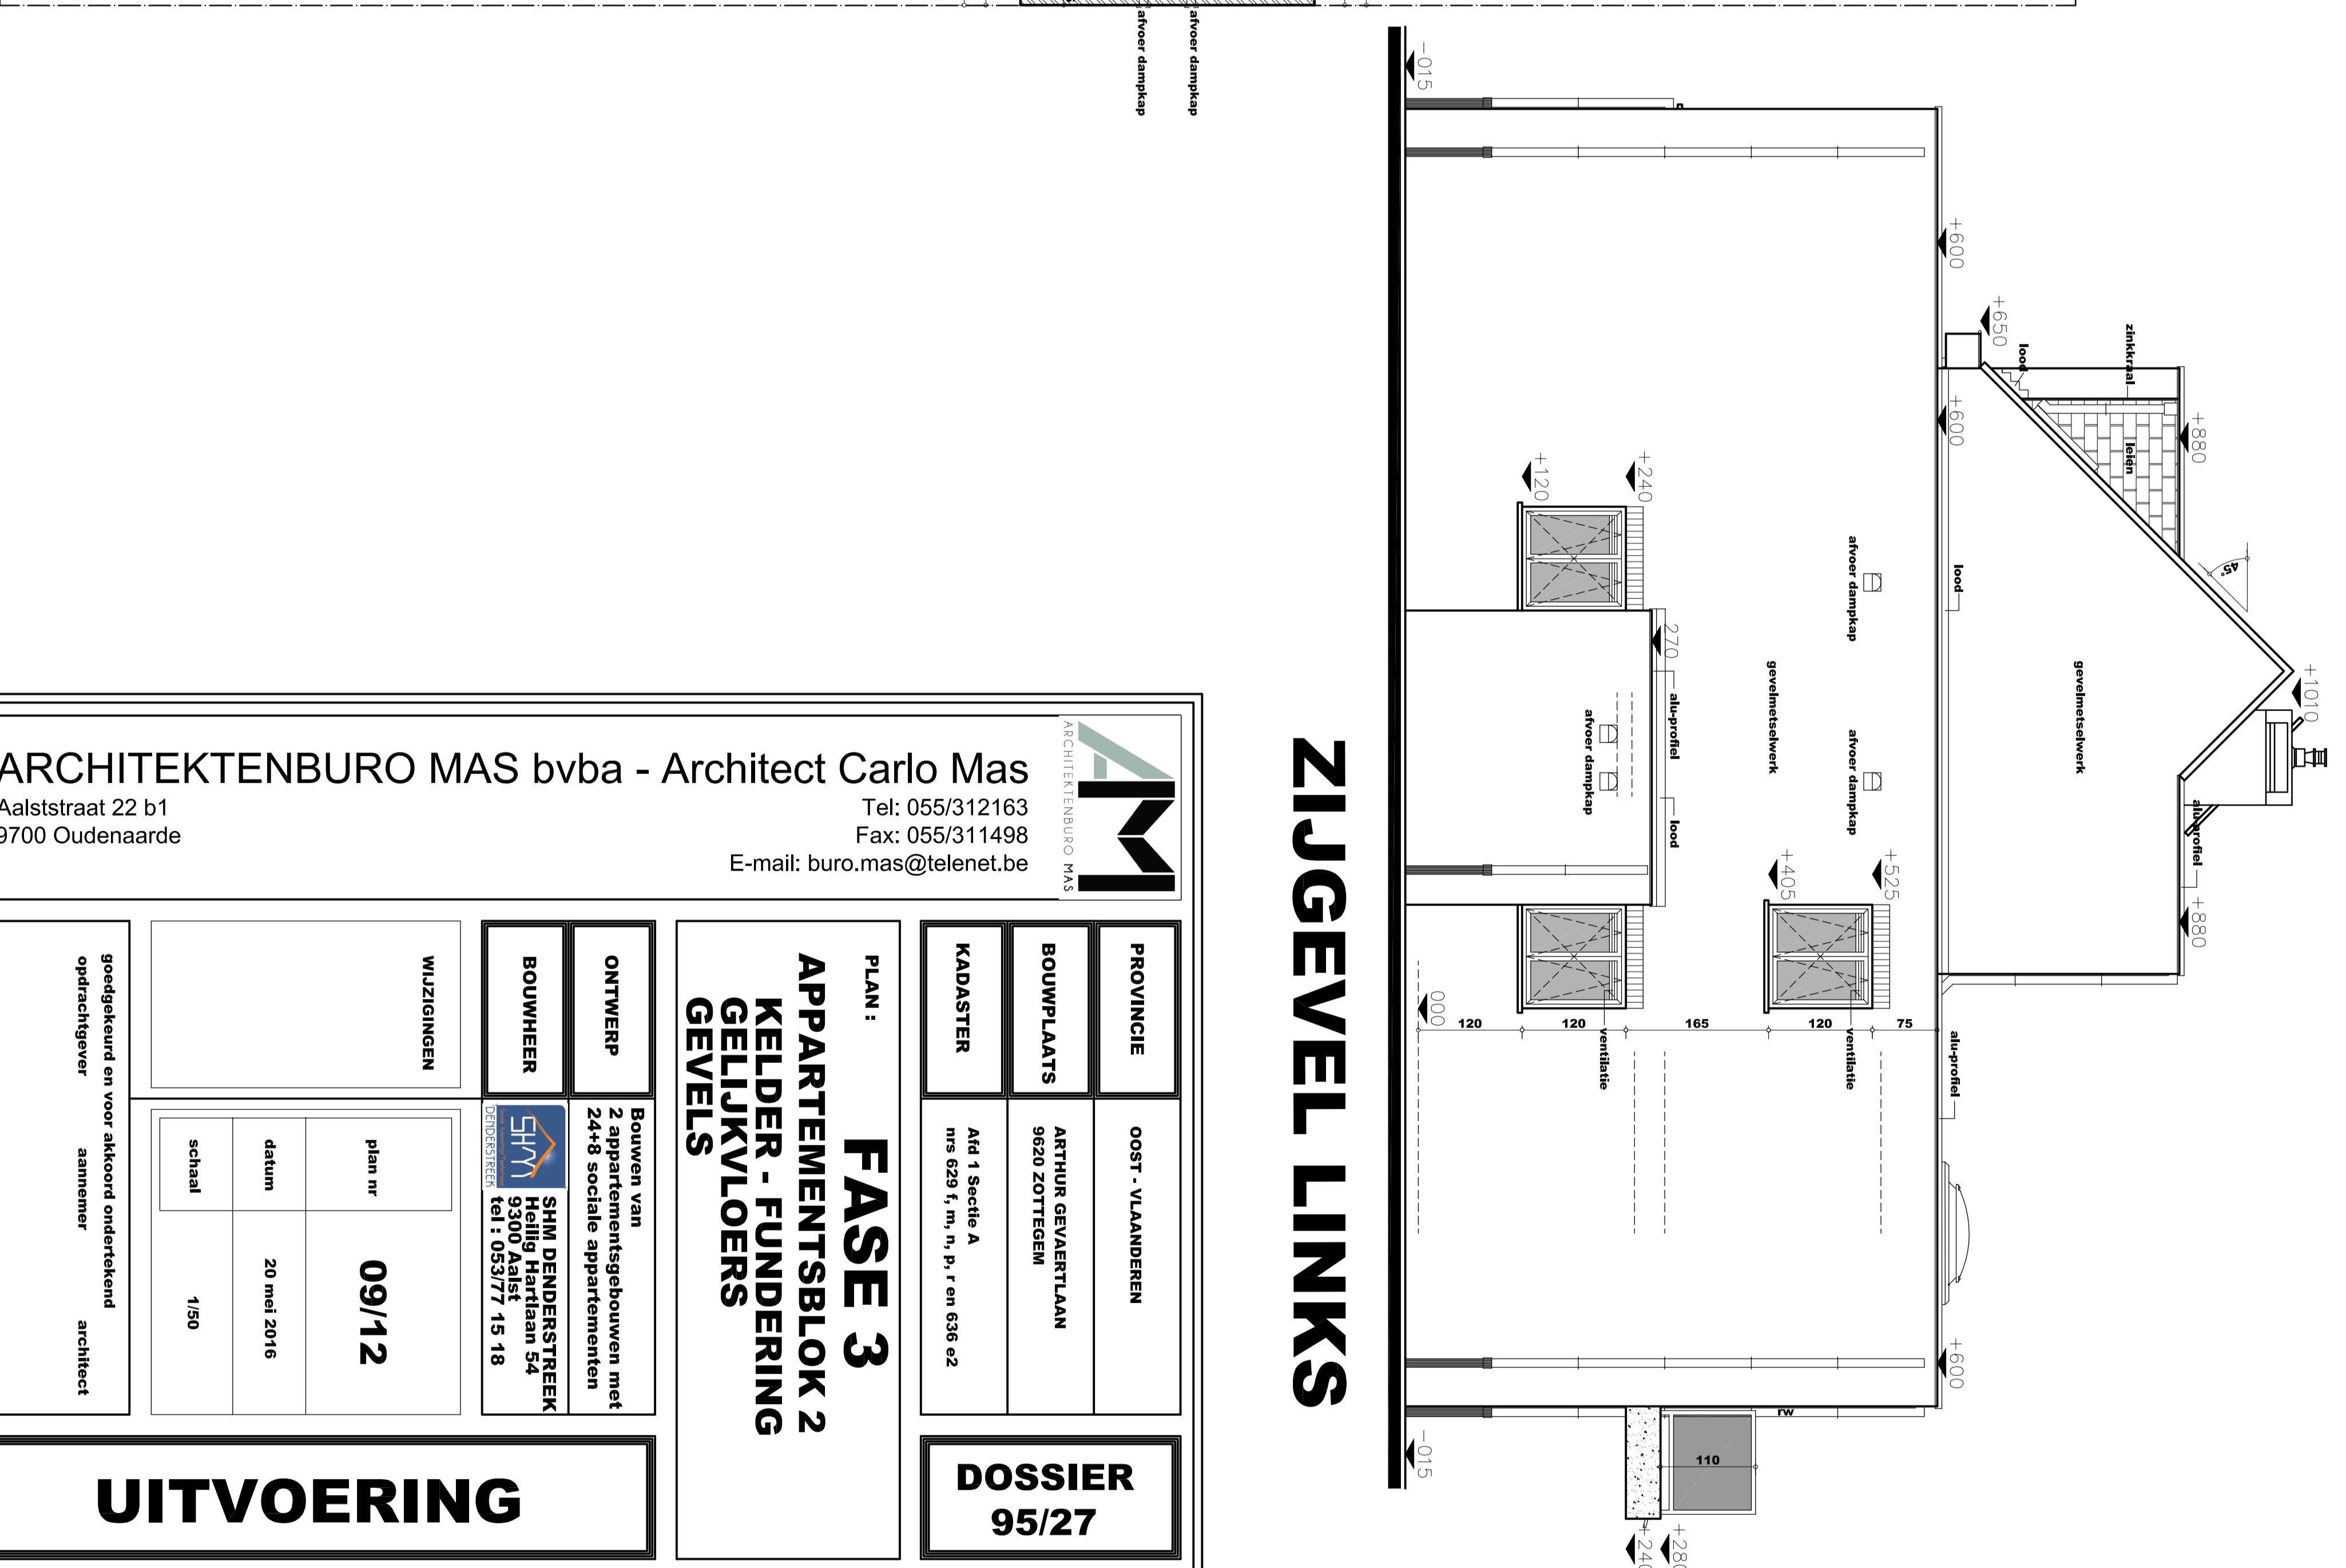 afvoer dampkap
afvoer dampkap
ZIJGEVEL LINKS
-015
+600
+650
lood
zinkkraal
+600
+880
leien
45°
+120
+240
afvoer dampkap
lood
270
alu-profiel
gevelmetselwerk
gevelmetselwerk
+1010
afvoer dampkap
afvoer dampkap
lood
alu-profiel
+405
+525
+880
000
120
120
165
120
75
ventilatie
ventilatie
alu-profiel
+600
rw
-015
110
+240
+280
ARCHITEKTENBURO MAS
ARCHITEKTENBURO MAS bvba - Architect Carlo Mas
Aalststraat 22 b1
Tel: 055/312163
9700 Oudenaarde
Fax: 055/311498
E-mail: buro.mas@telenet.be
PROVINCIE
OOST - VLAANDEREN
BOUWPLAATS
ARTHUR GEVAERTLAAN
9620 ZOTTEGEM
KADASTER
Afd 1 Sectie A
nrs 629 f, m, n, p, r en 636 e2
DOSSIER
95/27
PLAN :
FASE 3
APPARTEMENTSBLOK 2
KELDER - FUNDERING
GELIJKVLOERS
GEVELS
ONTWERP
Bouwen van
2 appartementsgebouwen met
24+8 sociale appartementen
BOUWHEER
SHM
DENDERSTREEK
SHM DENDERSTREEK
Heilig Hartlaan 54
9300 Aalst
tel : 053/77 15 18
WIJZIGINGEN
plan nr
09/12
datum
20 mei 2016
schaal
1/50
goedgekeurd en voor akkoord ondertekend
opdrachtgever
aannemer
architect
UITVOERING